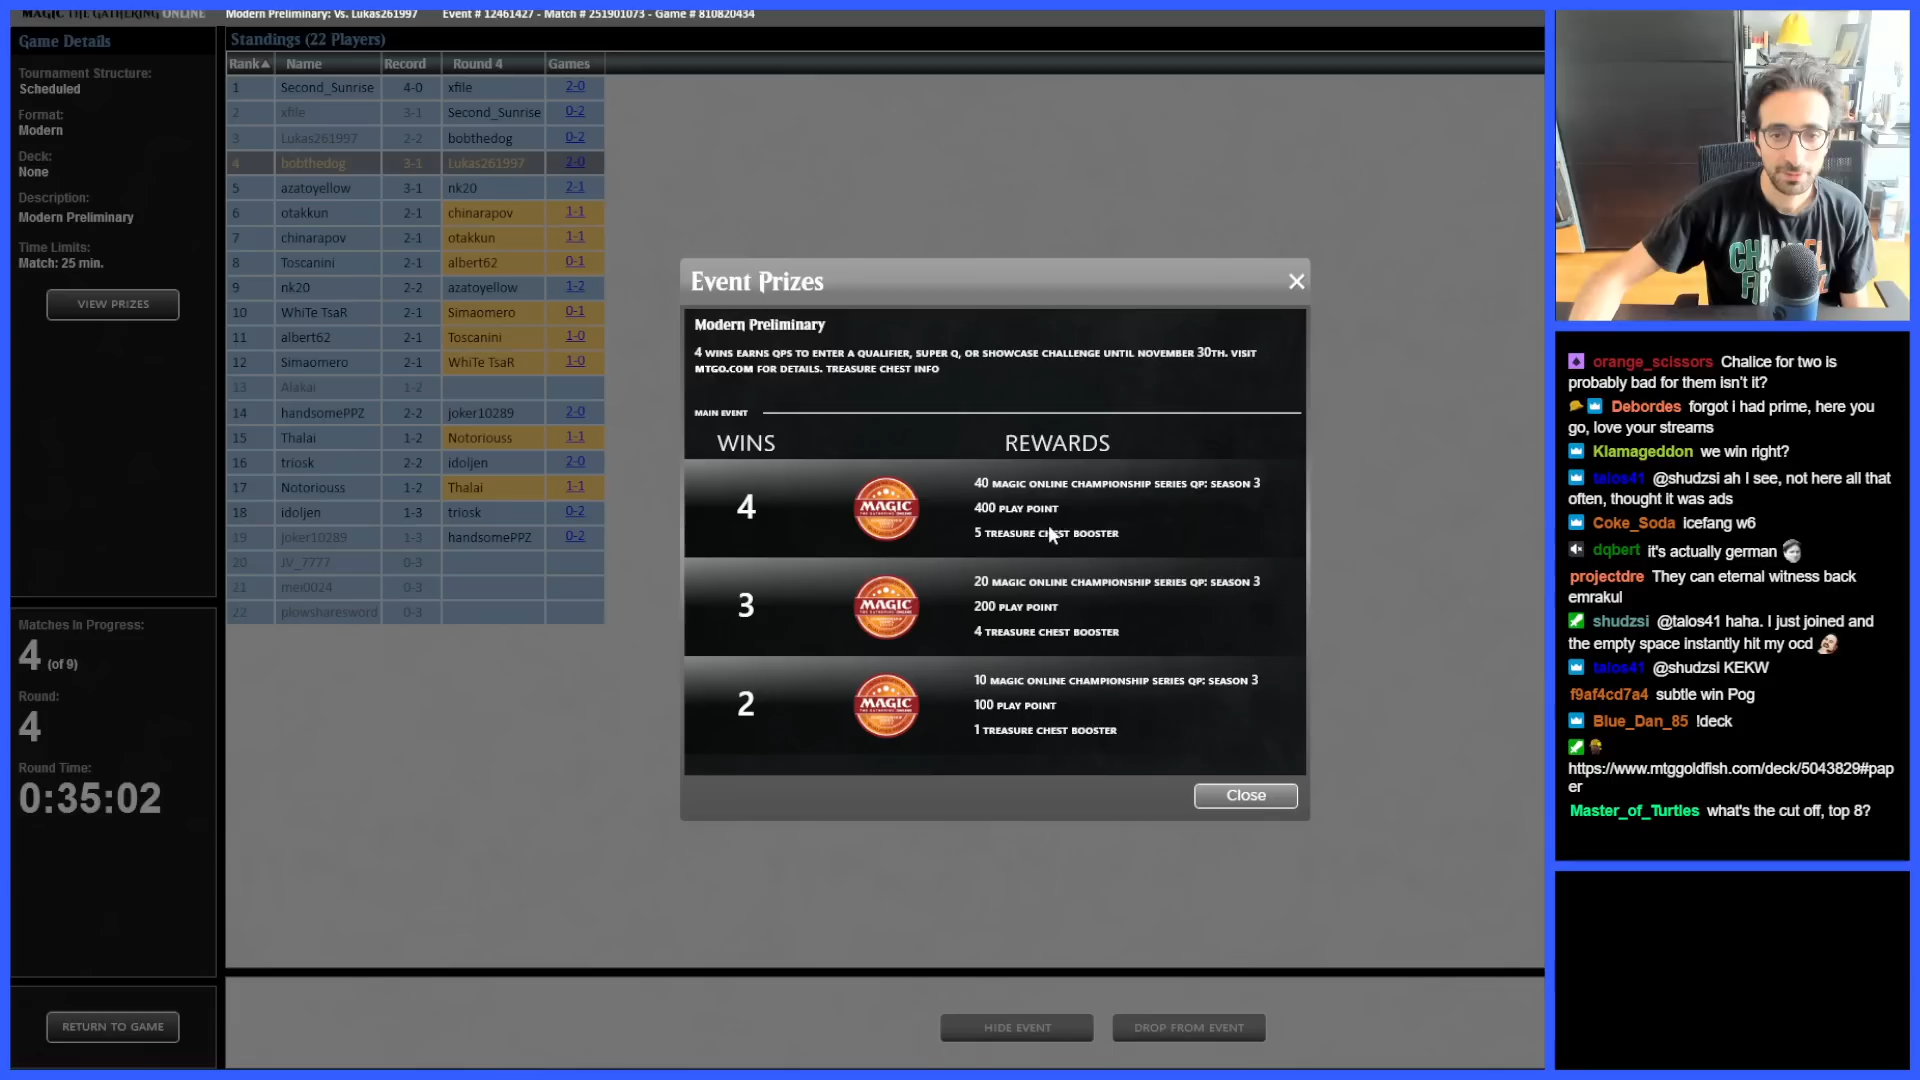 MAGIC THE GATHERING ONLINE
Modern Preliminary: Vs. Lukas261997 Event # 12461427 - Match # 251901073 - Game # 810820434
Game Details
Tournament Structure:
Scheduled
Format:
Modern
Deck:
None
Description:
Modern Preliminary
Time Limits:
Match: 25 min.
VIEW PRIZES
Matches In Progress:
4 (of 9)
Round:
4
Round Time:
0:35:02
RETURN TO GAME
Standings (22 Players)
Rank Name Record Round 4 Games
1 Second_Sunrise 4-0 xfile 2-0
2 xfile 3-1 Second_Sunrise 0-2
3 Lukas261997 2-2 bobthedog 0-2
4 bobthedog 3-1 Lukas261997 2-0
5 azatoyellow 3-1 nk20 2-1
6 otakkun 2-1 chinarapov 1-1
7 chinarapov 2-1 otakkun 1-1
8 Toscanini 2-1 albert62 0-1
9 nk20 2-2 azatoyellow 1-2
10 WhiTe TsaR 2-1 Simaomero 0-1
11 albert62 2-1 Toscanini 1-0
12 Simaomero 2-1 WhiTe TsaR 1-0
13 Alakai 1-2
14 handsomePPZ 2-2 joker10289 2-0
15 Thalai 1-2 Notoriouss 1-1
16 triosk 2-2 idoljen 2-0
17 Notoriouss 1-2 Thalai 1-1
18 idoljen 1-3 triosk 0-2
19 joker10289 1-3 handsomePPZ 0-2
20 JV_7777 0-3
21 mei0024 0-3
22 plowsharesword 0-3
Event Prizes
Modern Preliminary
4 WINS EARNS QPS TO ENTER A QUALIFIER, SUPER Q, OR SHOWCASE CHALLENGE UNTIL NOVEMBER 30TH. VISIT
MTGO.COM FOR DETAILS. TREASURE CHEST INFO
MAIN EVENT
WINS REWARDS
4
MAGIC
40 MAGIC ONLINE CHAMPIONSHIP SERIES QP: SEASON 3
400 PLAY POINT
5 TREASURE CHEST BOOSTER
3
MAGIC
20 MAGIC ONLINE CHAMPIONSHIP SERIES QP: SEASON 3
200 PLAY POINT
4 TREASURE CHEST BOOSTER
2
MAGIC
10 MAGIC ONLINE CHAMPIONSHIP SERIES QP: SEASON 3
100 PLAY POINT
1 TREASURE CHEST BOOSTER
Close
HIDE EVENT
DROP FROM EVENT
orange_scissors Chalice for two is
probably bad for them isn't it?
Debordes forgot i had prime, here you
go, love your streams
Klamageddon we win right?
talos41 @shudzsi ah I see, not here all that
often, thought it was ads
Coke_Soda icefang w6
dqbert it's actually german
projectdre They can eternal witness back
emrakul
shudzsi @talos41 haha. I just joined and
the empty space instantly hit my ocd
talos41 @shudzsi KEKW
f9af4cd7a4 subtle win Pog
Blue_Dan_85 !deck
https://www.mtggoldfish.com/deck/5043829#pap
er
Master_of_Turtles what's the cut off, top 8?